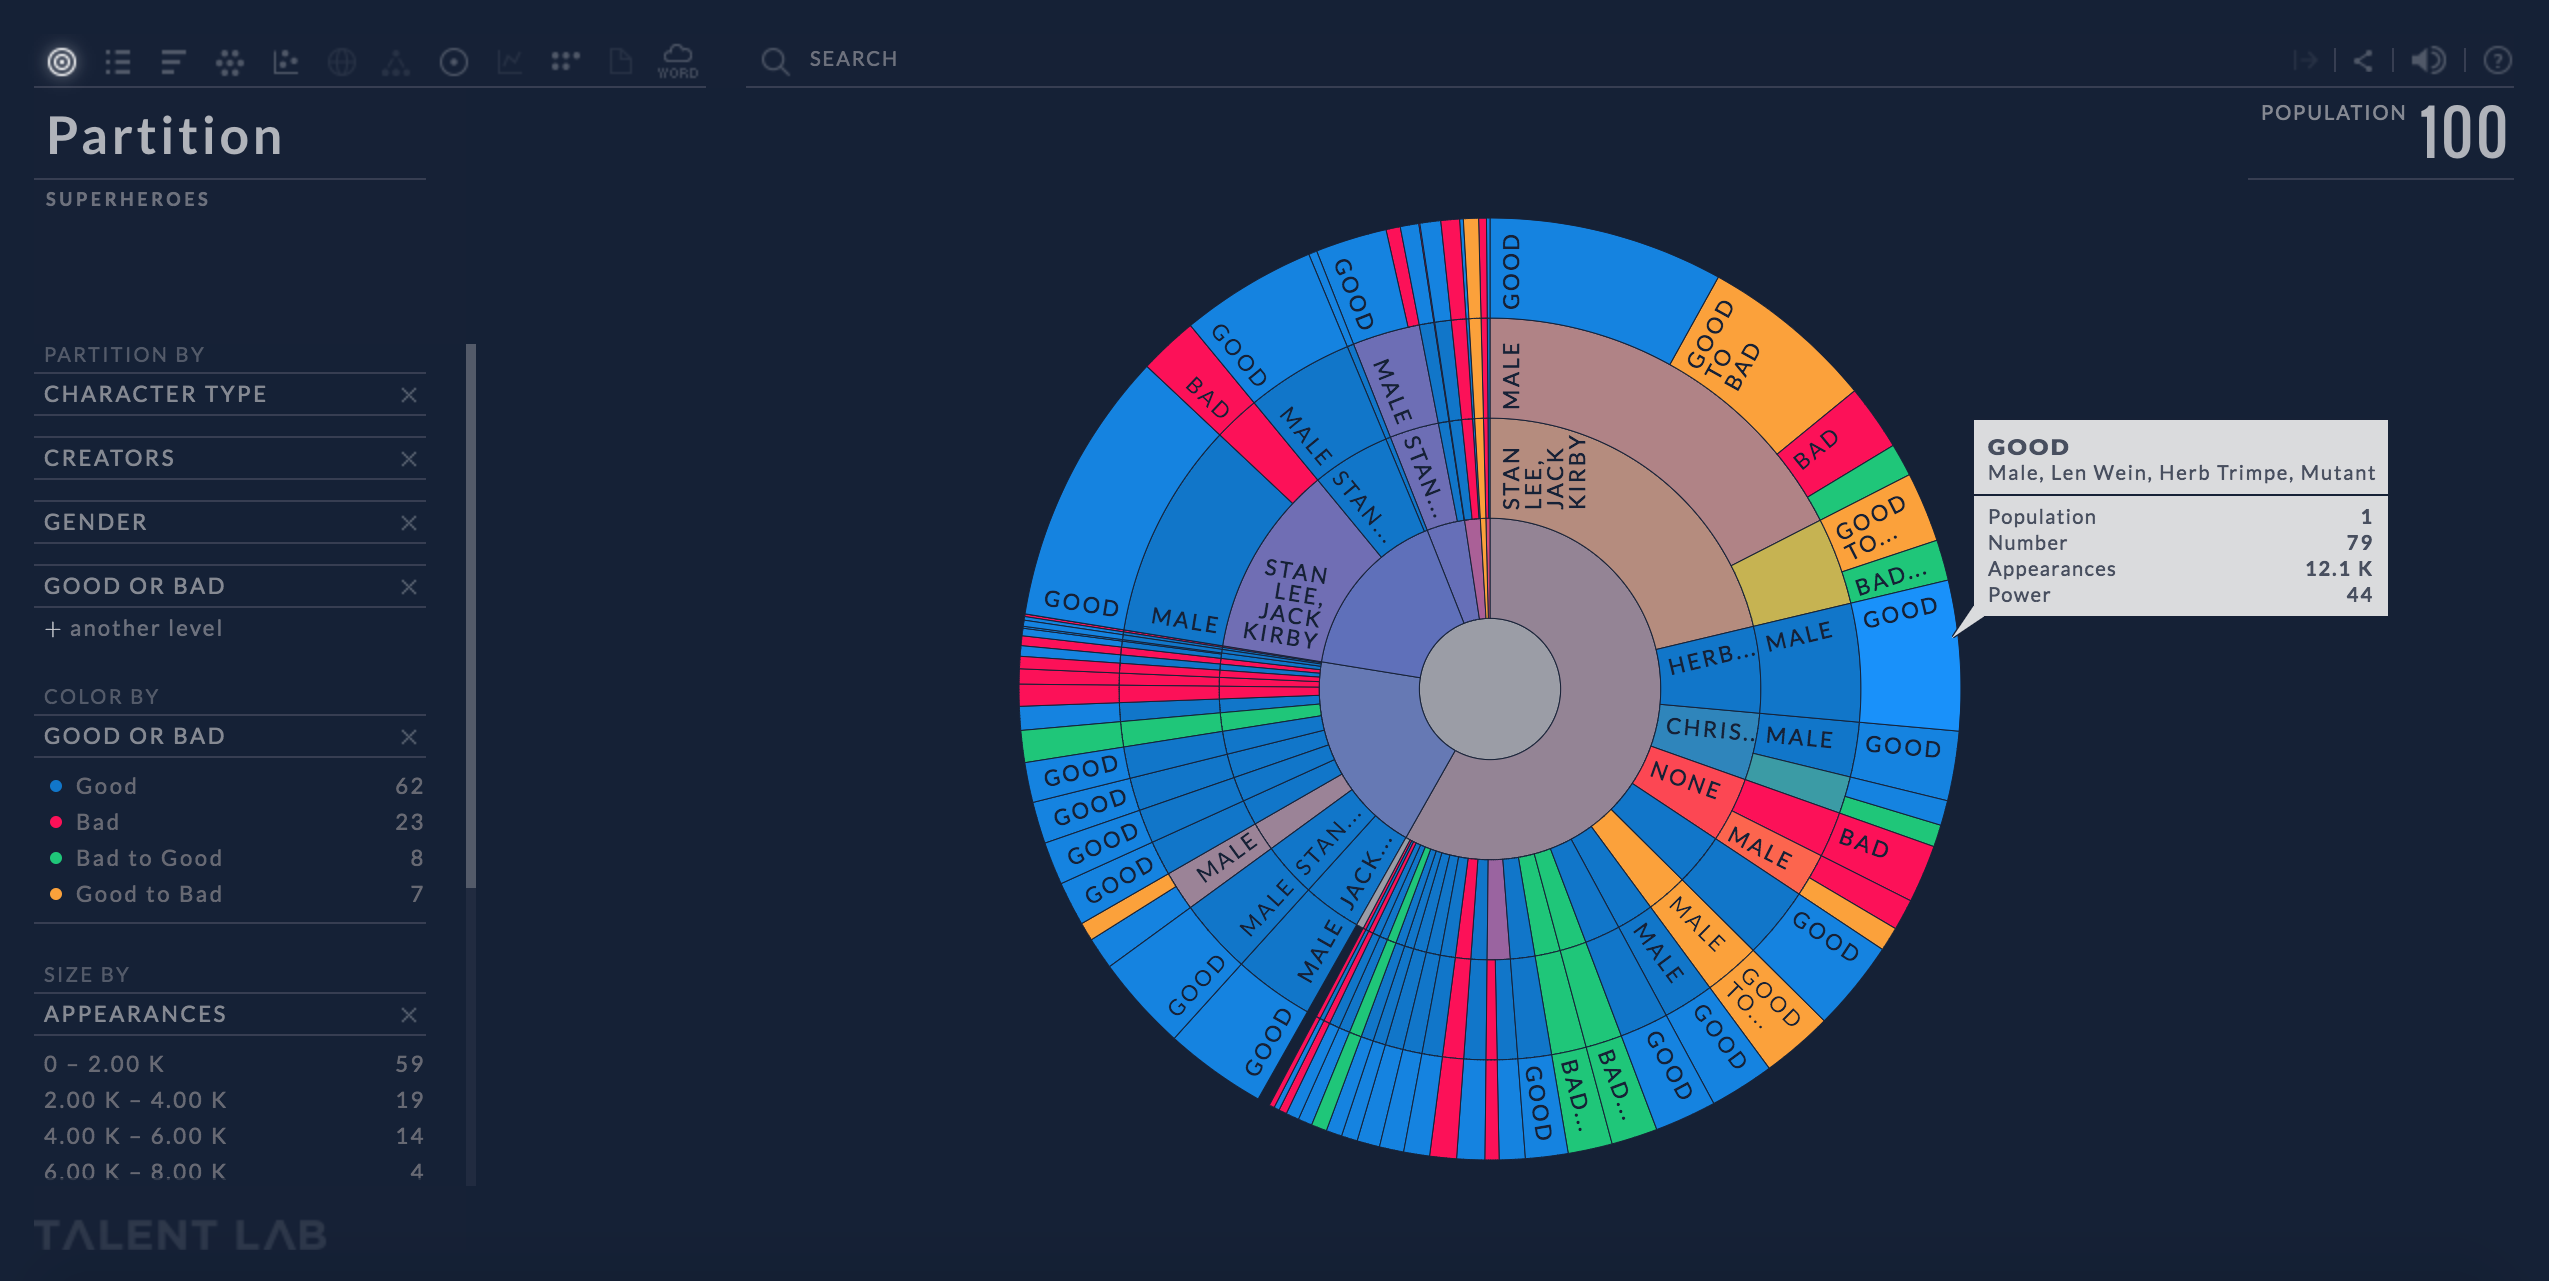 WORD
SEARCH
Partition
POPULATION 100
SUPERHEROES
PARTITION BY
CHARACTER TYPE
CREATORS
GENDER
GOOD OR BAD
+ another level
COLOR BY
GOOD OR BAD
Good 62
Bad 23
Bad to Good 8
Good to Bad 7
SIZE BY
APPEARANCES
0 – 2.00 K 59
2.00 K – 4.00 K 19
4.00 K – 6.00 K 14
6.00 K – 8.00 K 4
TALENT LAB
GOOD
MALE
STAN
LEE,
JACK
KIRBY
GOOD
TO
BAD
BAD
GOOD
TO...
BAD...
HERB...
MALE
GOOD
CHRIS..
MALE
GOOD
NONE
BAD
MALE
GOOD
MALE
GOOD
TO...
MALE
GOOD
GOOD
BAD...
BAD...
GOOD
JACK...
MALE
GOOD
STAN...
MALE
GOOD
MALE
GOOD
GOOD
GOOD
GOOD
STAN
LEE,
JACK
KIRBY
MALE
GOOD
BAD
STAN...
MALE
GOOD
STAN...
MALE
GOOD
GOOD
Male, Len Wein, Herb Trimpe, Mutant
Population 1
Number 79
Appearances 12.1 K
Power 44